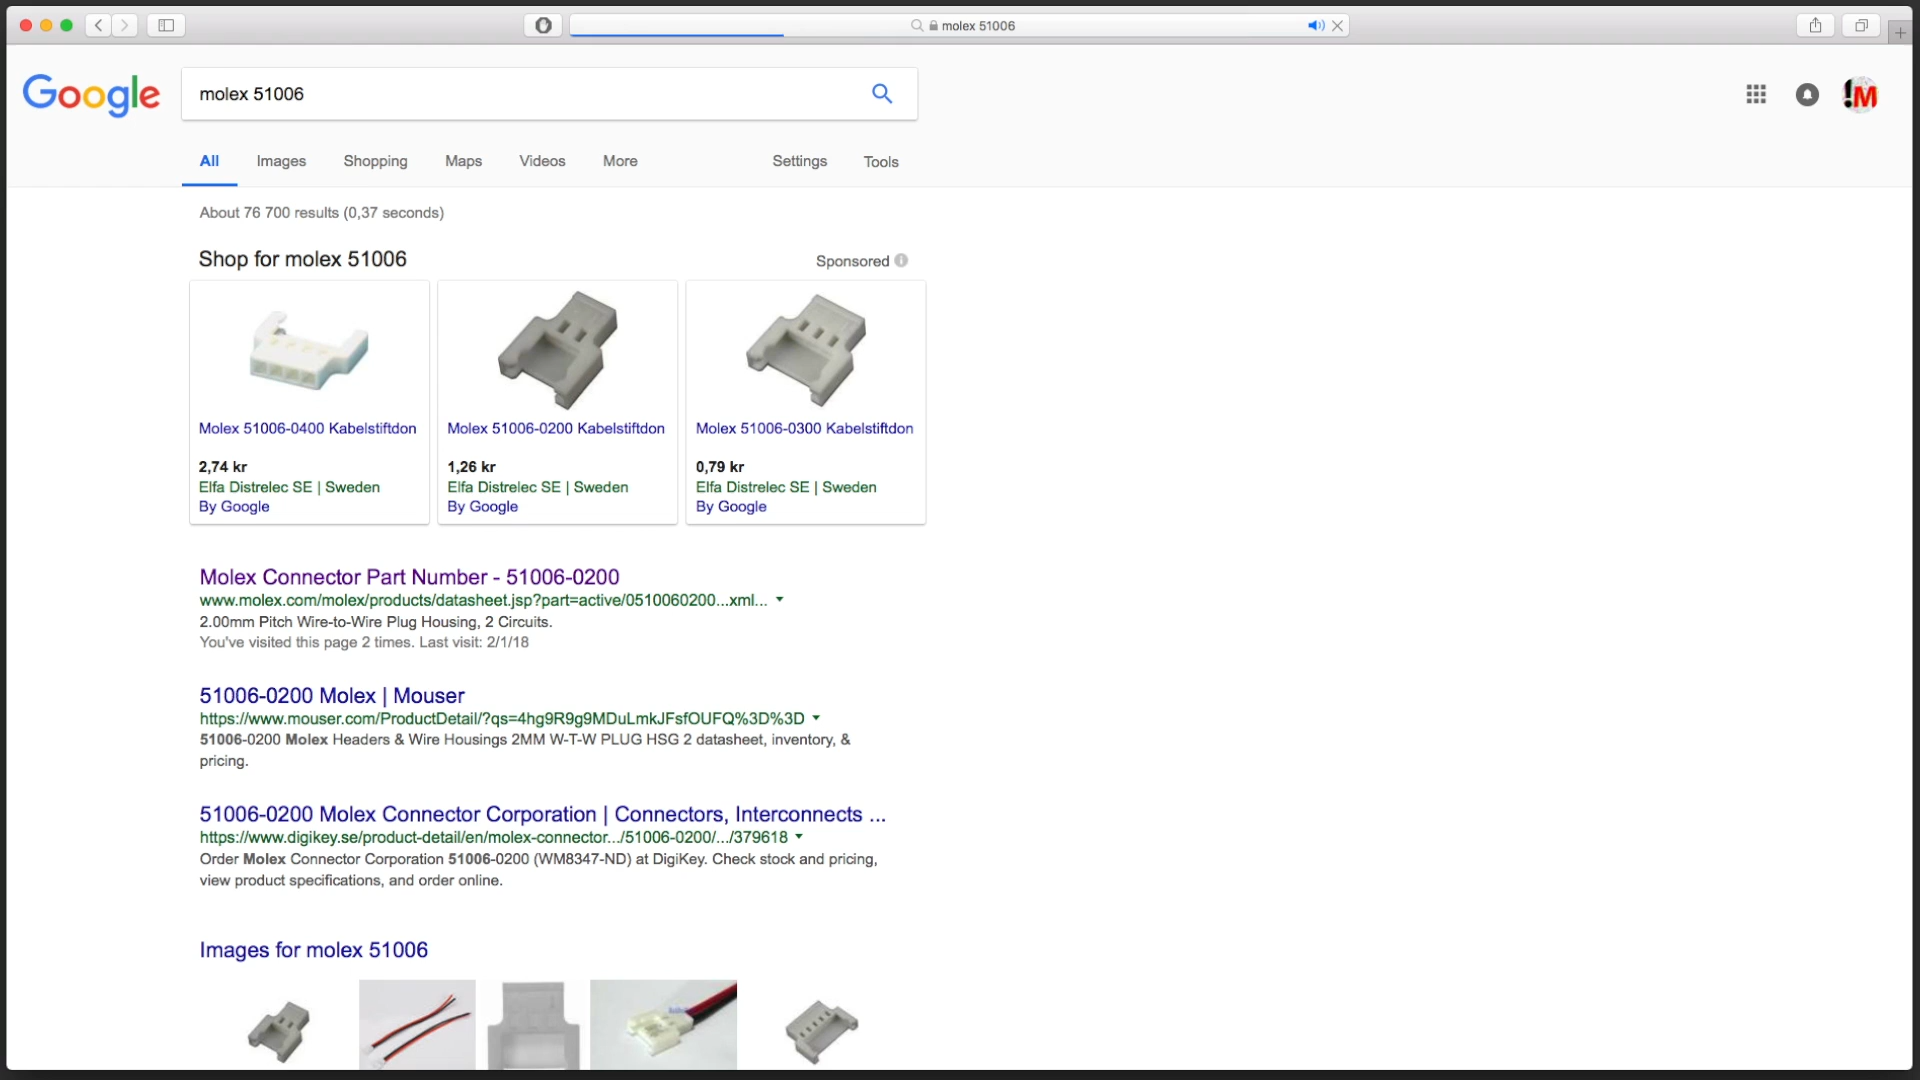 molex 51006
Google
molex 51006
!M
All Images Shopping Maps Videos More Settings Tools
About 76 700 results (0,37 seconds)
Shop for molex 51006
Sponsored
Molex 51006-0400 Kabelstiftdon
2,74 kr
Elfa Distrelec SE | Sweden
By Google
Molex 51006-0200 Kabelstiftdon
1,26 kr
Elfa Distrelec SE | Sweden
By Google
Molex 51006-0300 Kabelstiftdon
0,79 kr
Elfa Distrelec SE | Sweden
By Google
Molex Connector Part Number - 51006-0200
www.molex.com/molex/products/datasheet.jsp?part=active/0510060200...xml...
2.00mm Pitch Wire-to-Wire Plug Housing, 2 Circuits.
You've visited this page 2 times. Last visit: 2/1/18
51006-0200 Molex | Mouser
https://www.mouser.com/ProductDetail/?qs=4hg9R9g9MDuLmkJFsfOUFQ%3D%3D
51006-0200 Molex Headers & Wire Housings 2MM W-T-W PLUG HSG 2 datasheet, inventory, &
pricing.
51006-0200 Molex Connector Corporation | Connectors, Interconnects ...
https://www.digikey.se/product-detail/en/molex-connector.../51006-0200/.../379618
Order Molex Connector Corporation 51006-0200 (WM8347-ND) at DigiKey. Check stock and pricing,
view product specifications, and order online.
Images for molex 51006